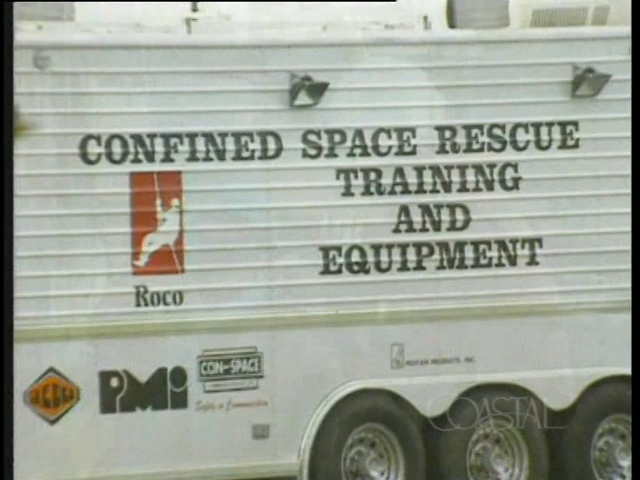 CONFINED SPACE RESCUE
TRAINING
AND
EQUIPMENT
Roco
PMI
CON-SPACE
COASTAL